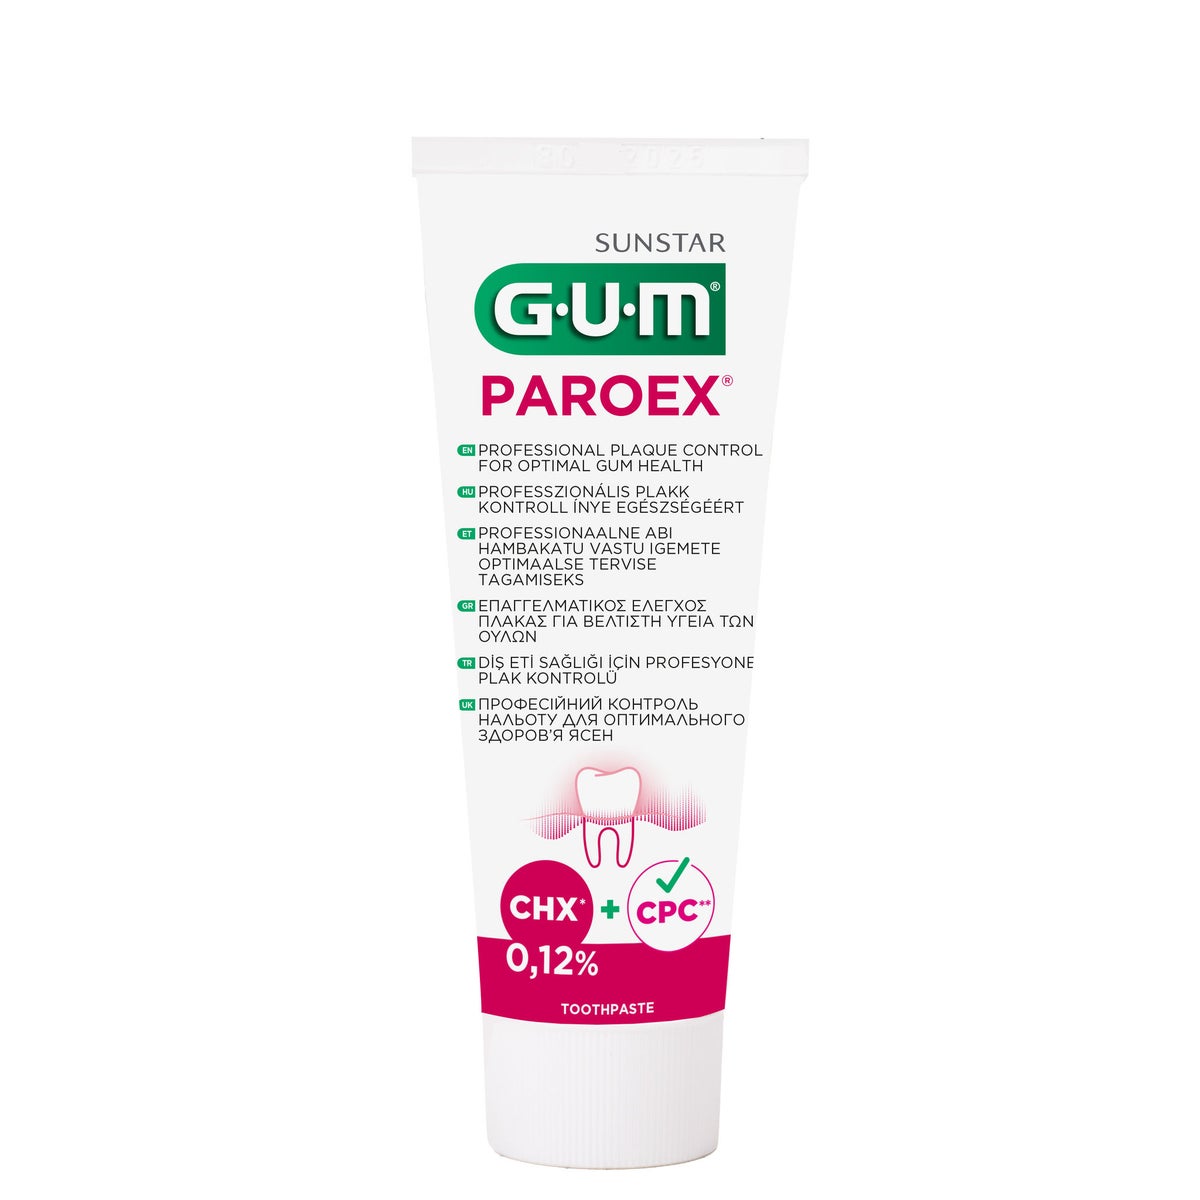 2025
SUNSTAR
G·U·M®
PAROEX®
EN PROFESSIONAL PLAQUE CONTROL
FOR OPTIMAL GUM HEALTH
HU PROFESSZIONÁLIS PLAKK
KONTROLL ÍNYE EGÉSZSÉGÉÉRT
ET PROFESSIONAALNE ABI
HAMBAKATU VASTU IGEMETE
OPTIMAALSE TERVISE
TAGAMISEKS
GR ΕΠΑΓΓΕΛΜΑΤΙΚΟΣ ΕΛΕΓΧΟΣ
ΠΛΑΚΑΣ ΓΙΑ ΒΕΛΤΙΣΤΗ ΥΓΕΙΑ ΤΩΝ
ΟΥΛΩΝ
TR DİŞ ETİ SAĞLIĞI İÇİN PROFESYONE
PLAK KONTROLÜ
UK ПРОФЕСІЙНИЙ КОНТРОЛЬ
НАЛЬОТУ ДЛЯ ОПТИМАЛЬНОГО
ЗДОРОВ'Я ЯСЕН
CHX* + CPC**
0,12%
TOOTHPASTE